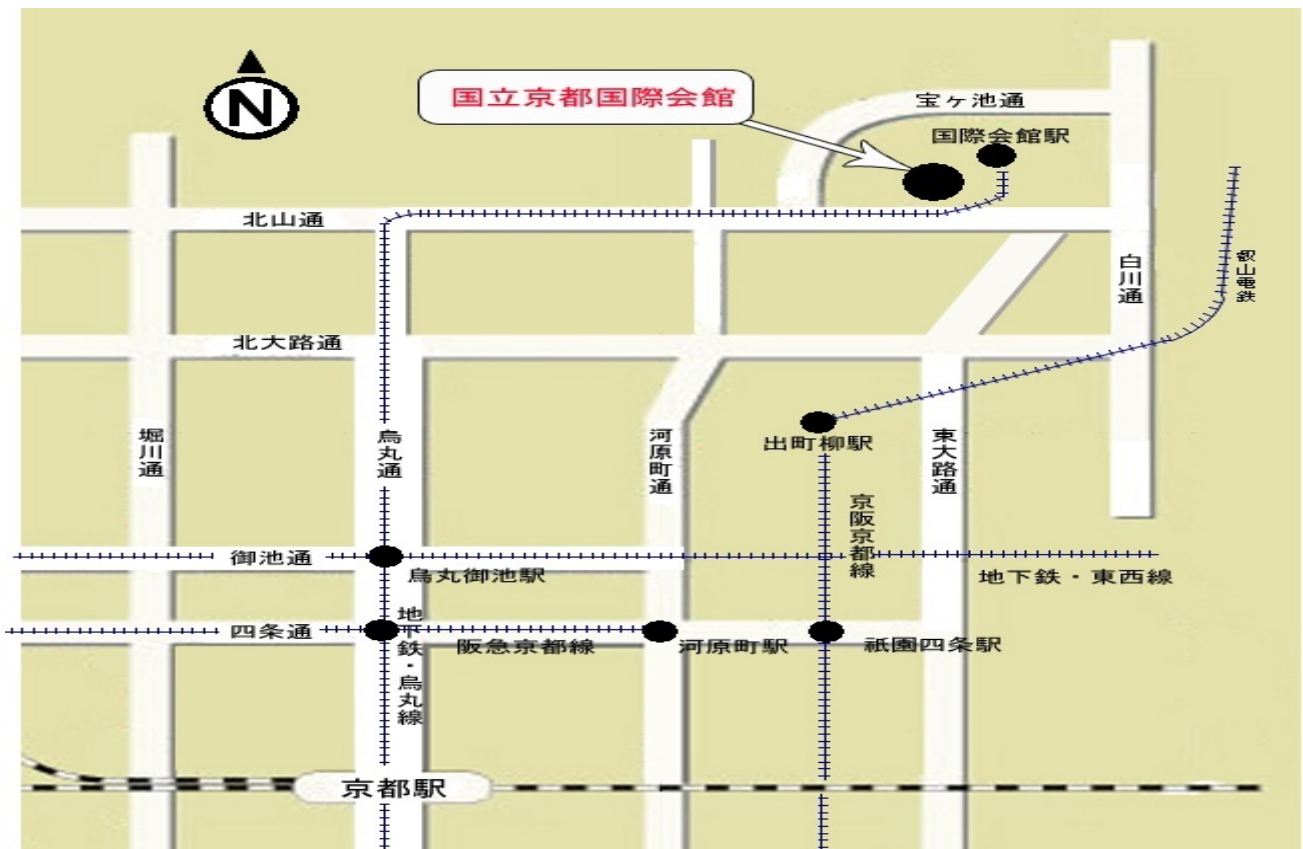 N
国立京都国際会館
宝ヶ池通
国際会館駅
北山通
白川通
叡山電鉄
北大路通
堀川通
烏丸通
河原町通
出町柳駅
東大路通
京阪京都線
御池通
烏丸御池駅
地下鉄・東西線
四条通
地下鉄・烏丸線
阪急京都線
河原町駅
祇園四条駅
京都駅